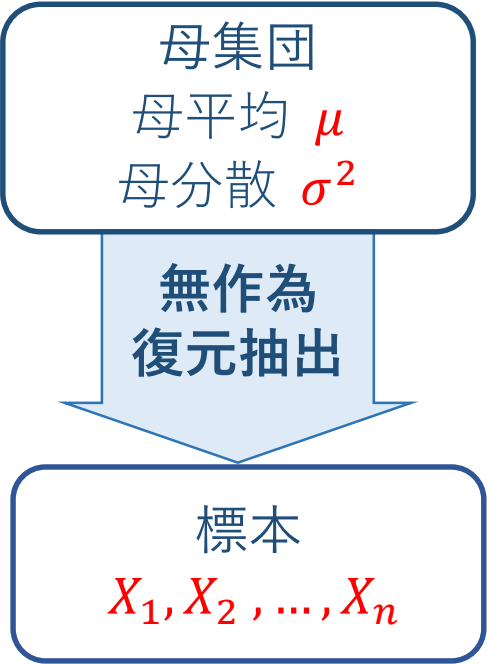 母集団
母平均 μ
母分散 σ²
無作為
復元抽出
標本
X₁, X₂ , … , Xₙ